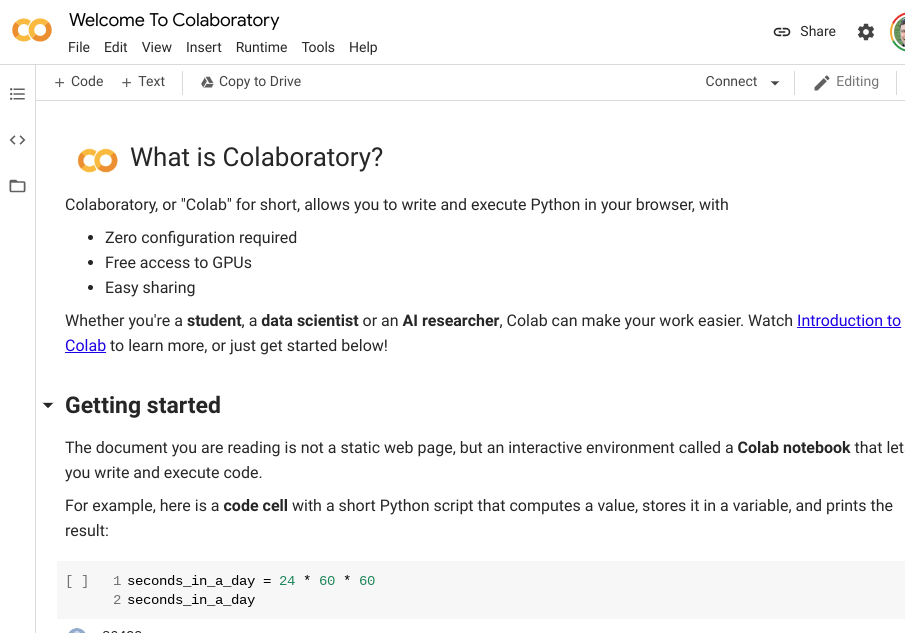 Welcome To Colaboratory
File Edit View Insert Runtime Tools Help
Share
+ Code + Text Copy to Drive
Connect Editing
What is Colaboratory?
Colaboratory, or "Colab" for short, allows you to write and execute Python in your browser, with
• Zero configuration required
• Free access to GPUs
• Easy sharing
Whether you're a student, a data scientist or an AI researcher, Colab can make your work easier. Watch Introduction to
Colab to learn more, or just get started below!
Getting started
The document you are reading is not a static web page, but an interactive environment called a Colab notebook that let
you write and execute code.
For example, here is a code cell with a short Python script that computes a value, stores it in a variable, and prints the
result:
[ ] 1 seconds_in_a_day = 24 * 60 * 60
2 seconds_in_a_day